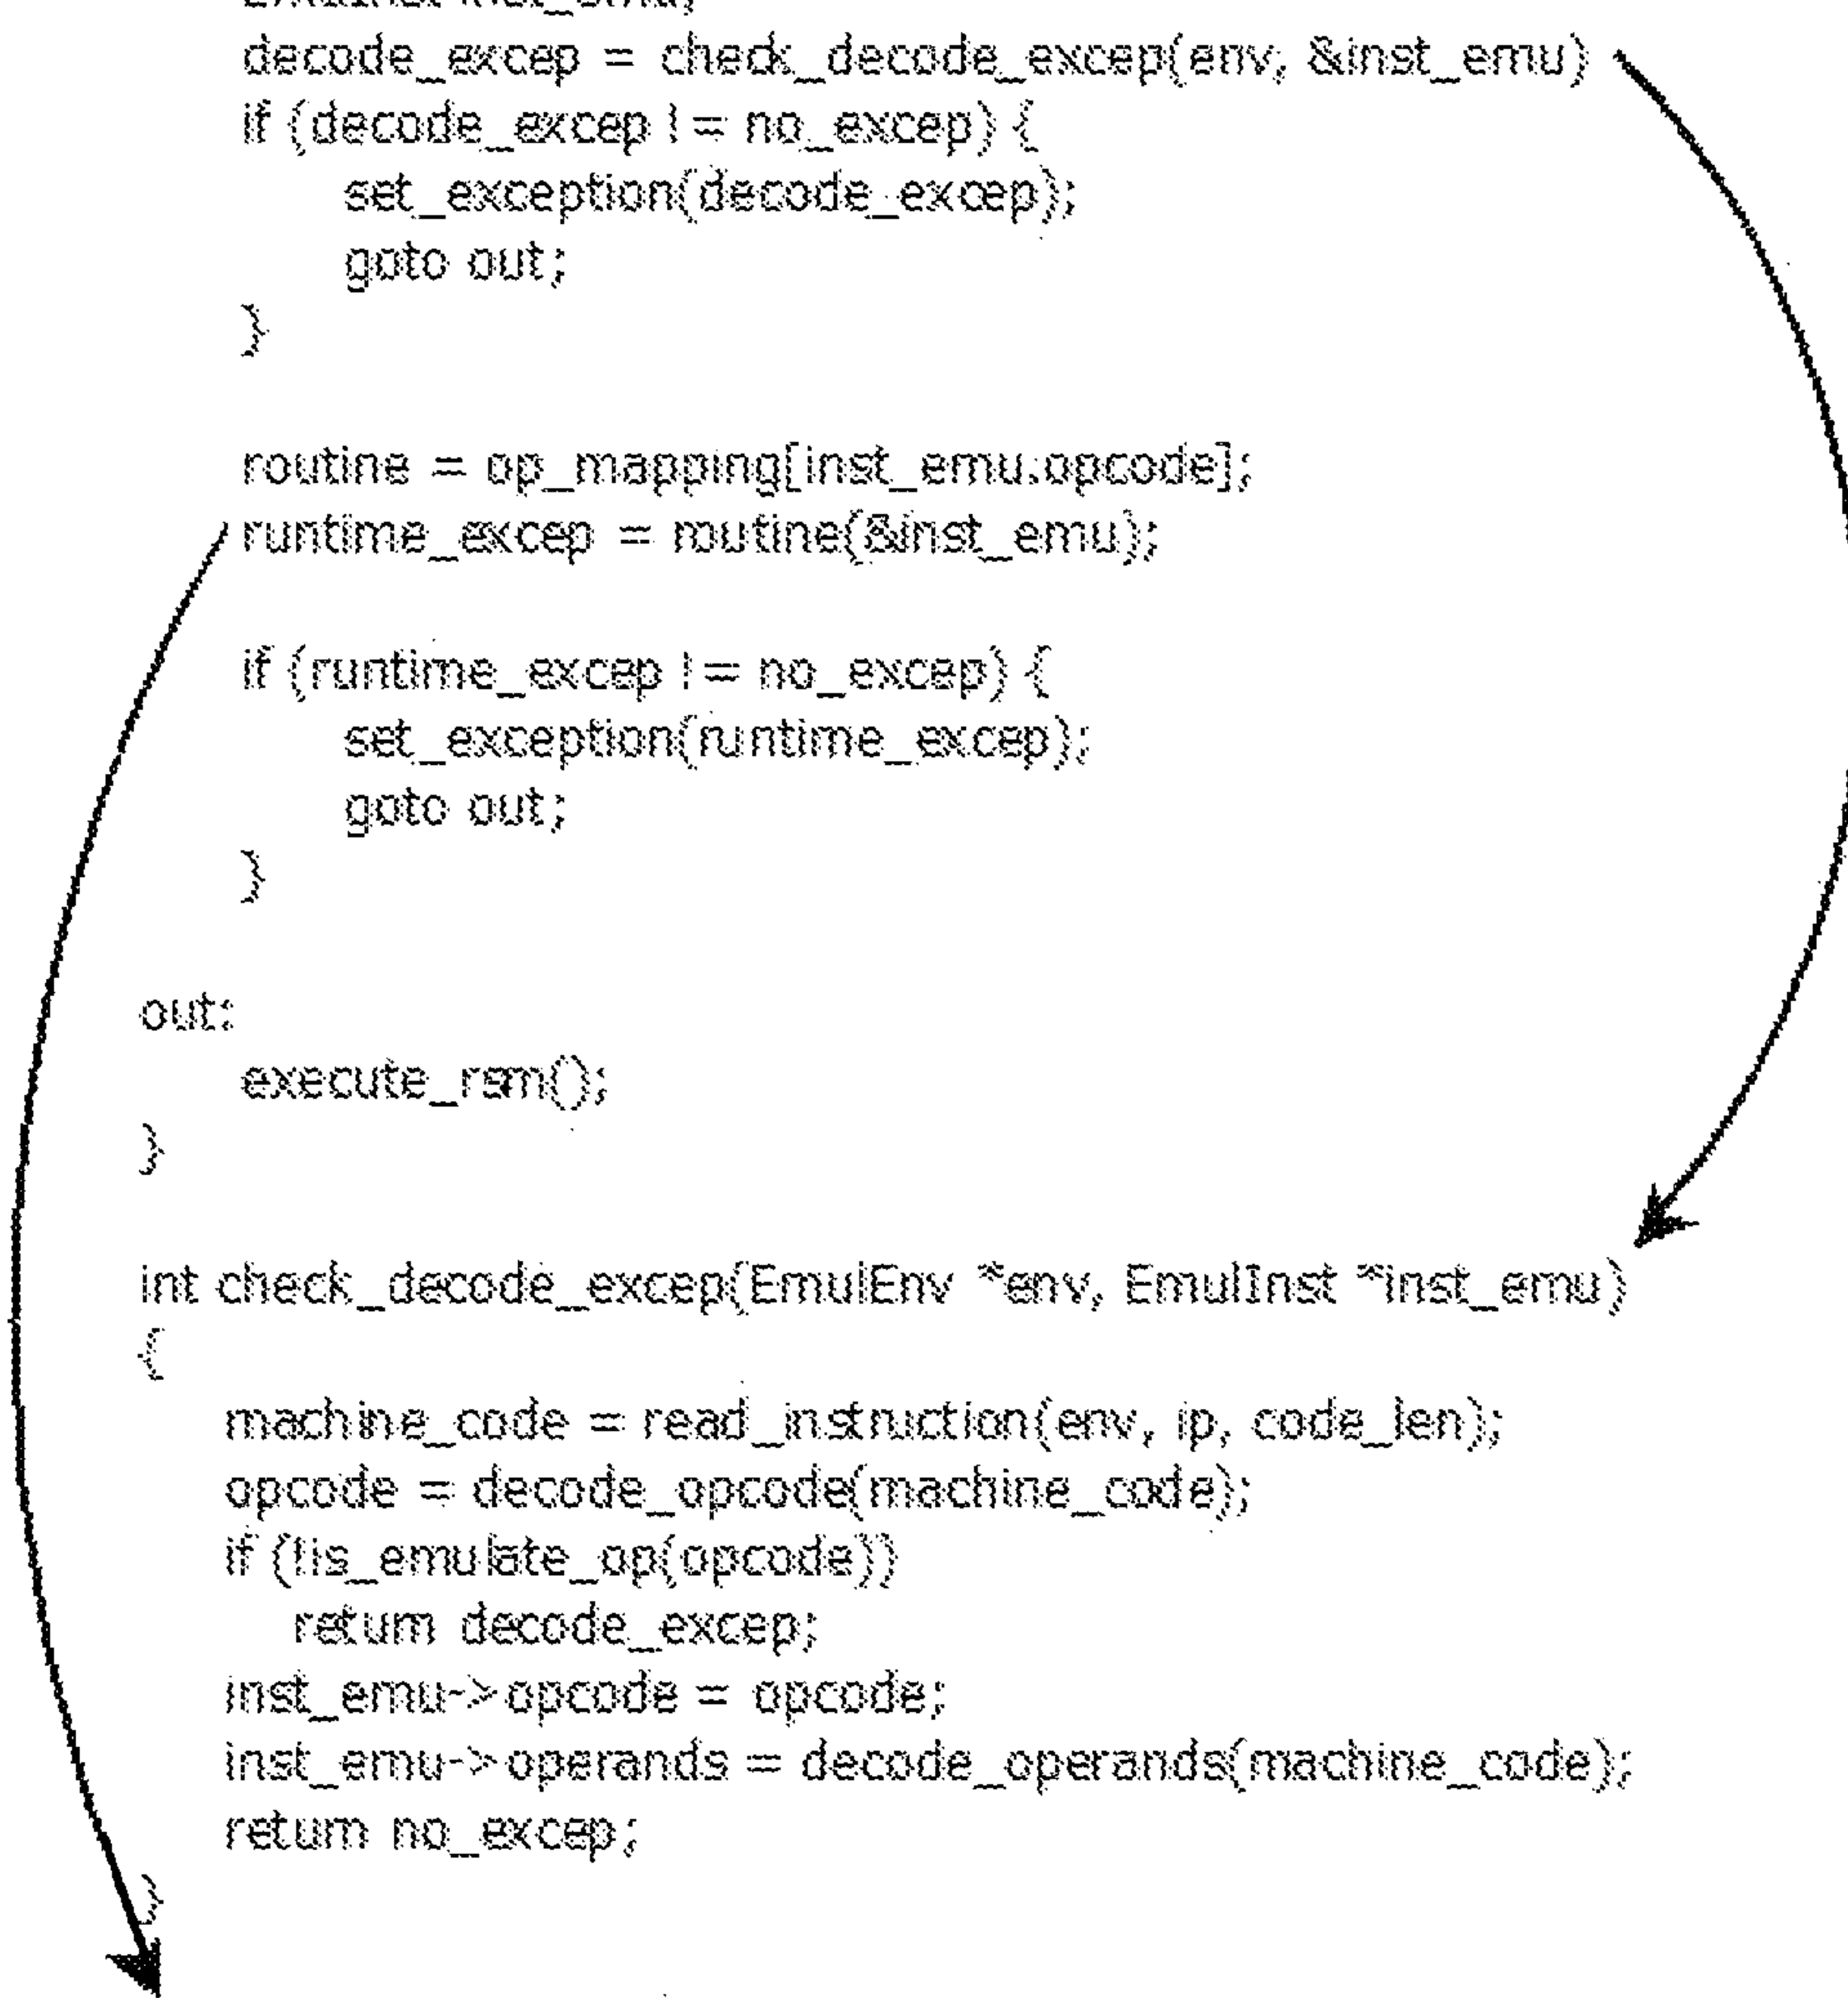 decode_excep = check_decode_excep(env, &inst_emu)
if (decode_excep != no_excep) {
set_exception(decode_excep);
goto out;
}
routine = op_mapping[inst_emu.opcode];
runtime_excep = routine(&inst_emu);
if (runtime_excep != no_excep) {
set_exception(runtime_excep);
goto out;
}
out:
execute_rsm();
}
int check_decode_excep(EmulEnv *env, EmulInst *inst_emu)
{
machine_code = read_instruction(env, ip, code_len);
opcode = decode_opcode(machine_code);
if (!is_emulate_op(opcode))
return decode_excep;
inst_emu->opcode = opcode;
inst_emu->operands = decode_operands(machine_code);
return no_excep;
}